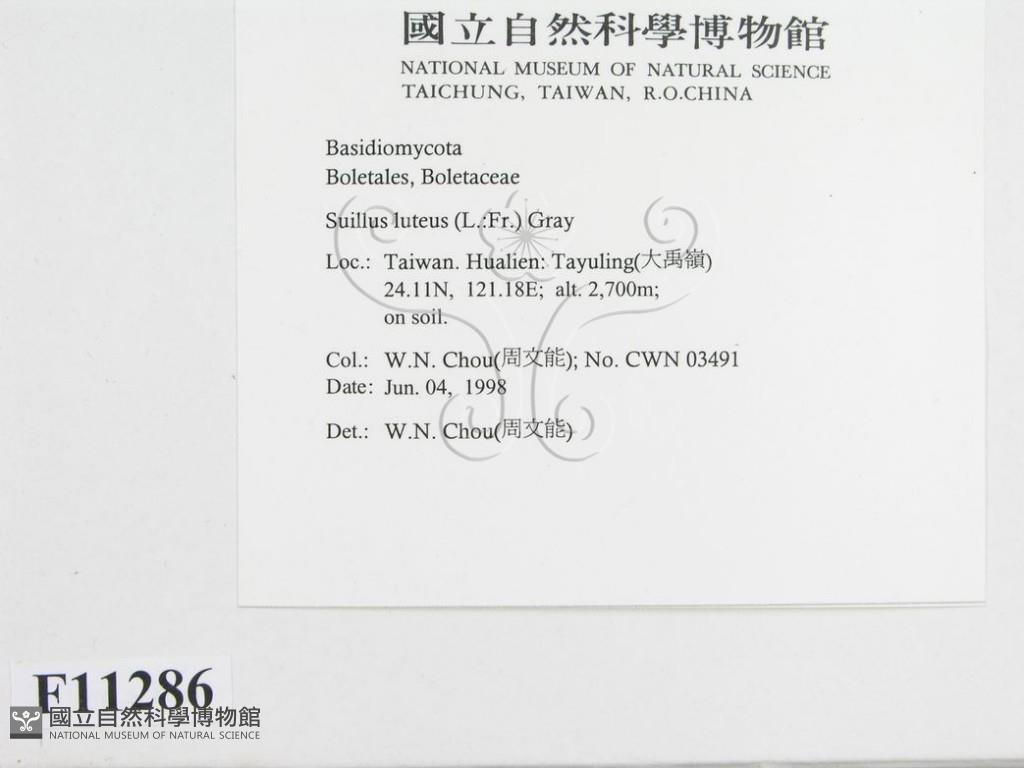 國立自然科學博物館
NATIONAL MUSEUM OF NATURAL SCIENCE
TAICHUNG, TAIWAN, R.O.CHINA
Basidiomycota
Boletales, Boletaceae
Suillus luteus (L.:Fr.) Gray
Loc.: Taiwan. Hualien: Tayuling(大禹嶺)
24.11N, 121.18E; alt. 2,700m;
on soil.
Col.: W.N. Chou(周文能); No. CWN 03491
Date: Jun. 04, 1998
Det.: W.N. Chou(周文能)
F11286
國立自然科學博物館
NATIONAL MUSEUM OF NATURAL SCIENCE